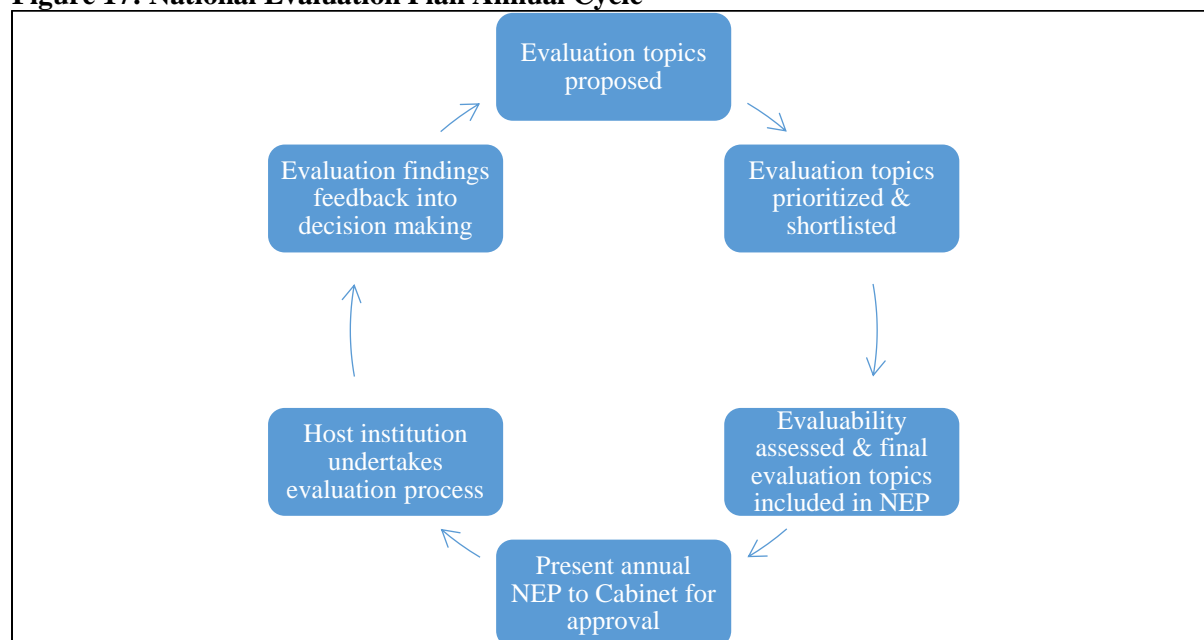 Figure 17: National Evaluation Plan Annual Cycle
Evaluation topics
proposed
Evaluation topics
prioritized &
shortlisted
Evaluability
assessed & final
evaluation topics
included in NEP
Present annual
NEP to Cabinet for
approval
Host institution
undertakes
evaluation process
Evaluation findings
feedback into
decision making